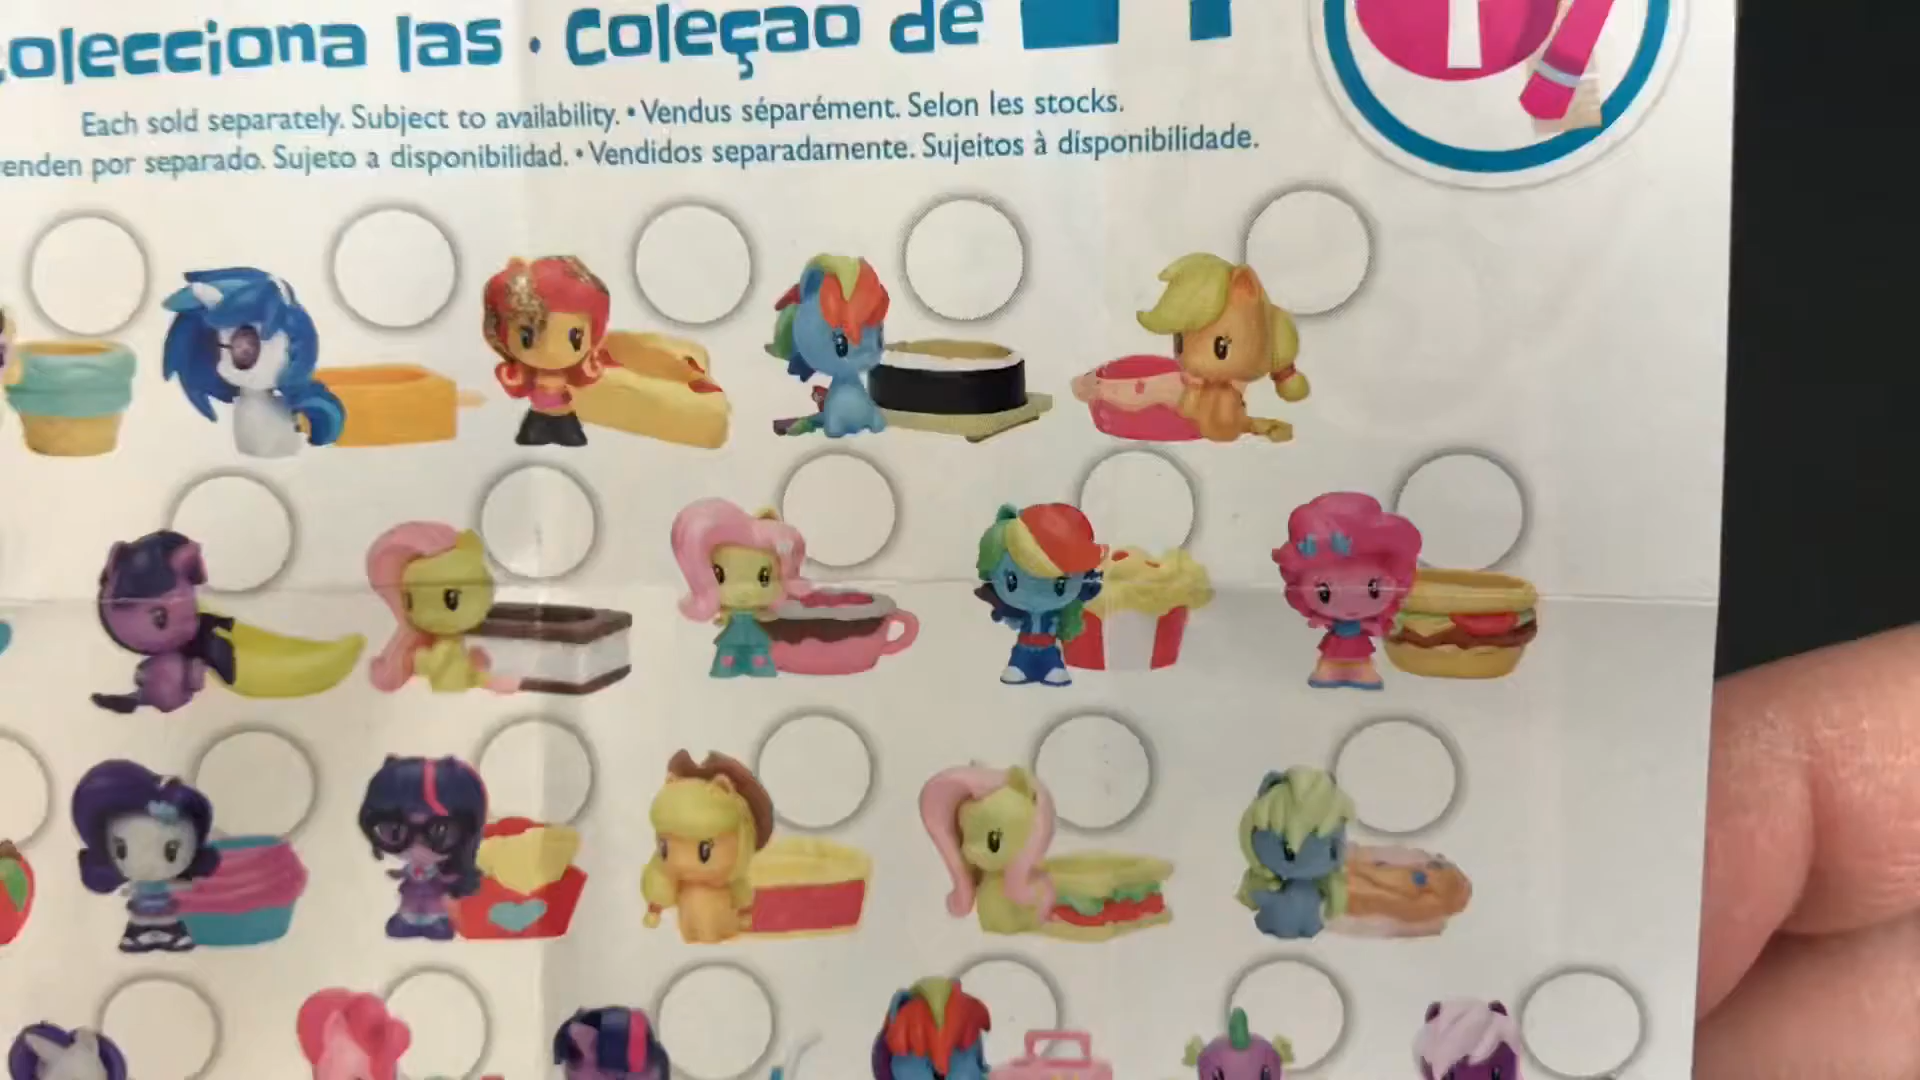 olecciona las • Coleçao de
Each sold separately. Subject to availability. • Vendus séparément. Selon les stocks.
enden por separado. Sujeto a disponibilidad. • Vendidos separadamente. Sujeitos à disponibilidade.